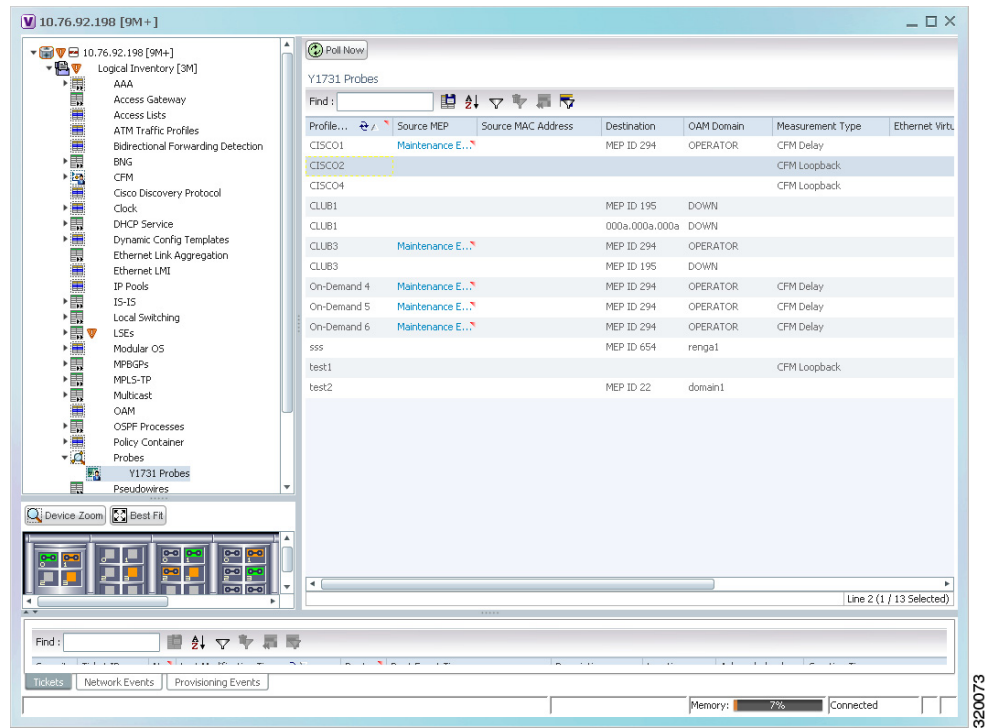 10.76.92.198 [9M+]
10.76.92.198 [9M+]
Logical Inventory [3M]
AAA
Access Gateway
Access Lists
ATM Traffic Profiles
Bidirectional Forwarding Detection
BNG
CFM
Cisco Discovery Protocol
Clock
DHCP Service
Dynamic Config Templates
Ethernet Link Aggregation
Ethernet LMI
IP Pools
IS-IS
Local Switching
LSEs
Modular OS
MPBGPs
MPLS-TP
Multicast
OAM
OSPF Processes
Policy Container
Probes
Y1731 Probes
Pseudowires
Device Zoom Best Fit
Poll Now
Y1731 Probes
Find :
Profile... Source MEP Source MAC Address Destination OAM Domain Measurement Type Ethernet Virtu
CISCO1 Maintenance E... MEP ID 294 OPERATOR CFM Delay
CISCO2 CFM Loopback
CISCO4 CFM Loopback
CLUB1 MEP ID 195 DOWN
CLUB1 000a.000a.000a DOWN
CLUB3 Maintenance E... MEP ID 294 OPERATOR
CLUB3 MEP ID 195 DOWN
On-Demand 4 Maintenance E... MEP ID 294 OPERATOR CFM Delay
On-Demand 5 Maintenance E... MEP ID 294 OPERATOR CFM Delay
On-Demand 6 Maintenance E... MEP ID 294 OPERATOR CFM Delay
sss MEP ID 654 renga1
test1 CFM Loopback
test2 MEP ID 22 domain1
Line 2 (1 / 13 Selected)
Find :
Tickets Network Events Provisioning Events
Memory: 7% Connected
320073